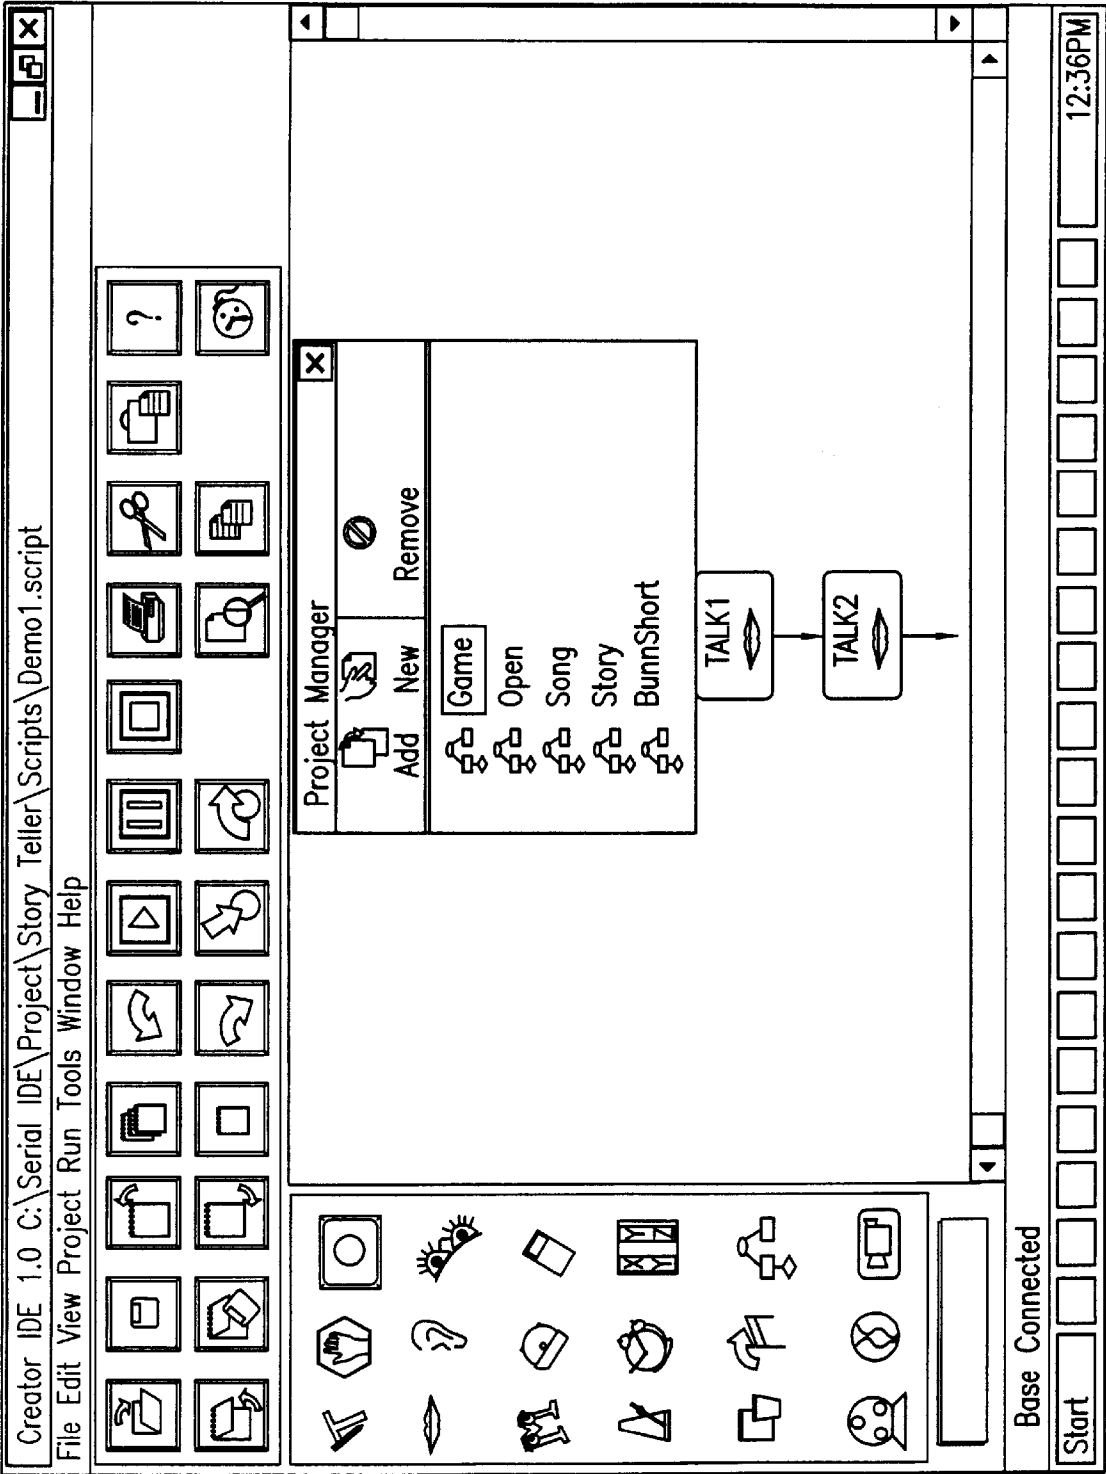 Creator IDE 1.0 C:\Serial IDE\Project\Story Teller\Scripts\Demo1.script
File Edit View Project Run Tools Window Help
?
Project Manager
Add New Remove
Game
Open
Song
Story
BunnShort
TALK1
TALK2
X Y
Y Z
Base Connected
Start 12:36PM